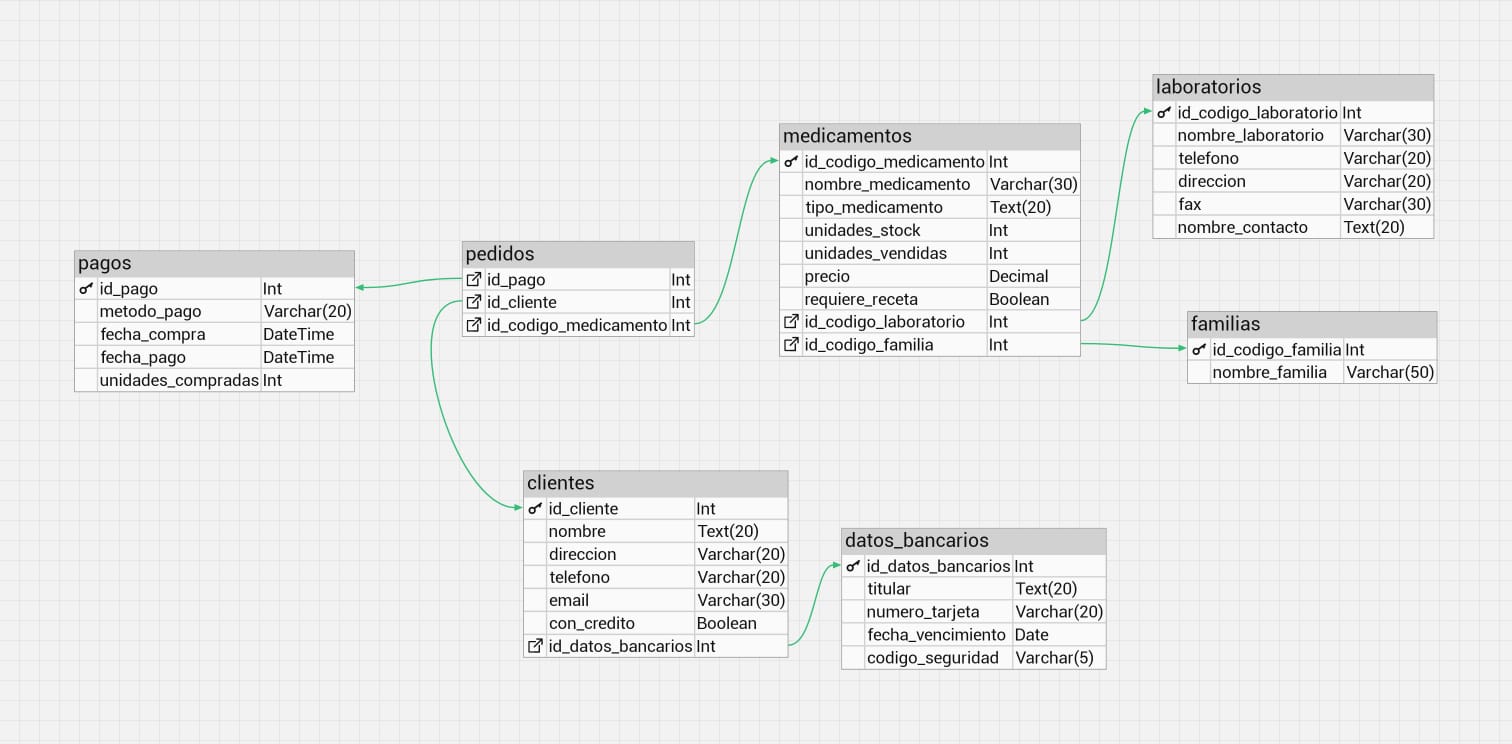 laboratorios
id_codigo_laboratorio Int
nombre_laboratorio Varchar(30)
telefono Varchar(20)
direccion Varchar(20)
fax Varchar(30)
nombre_contacto Text(20)
medicamentos
id_codigo_medicamento Int
nombre_medicamento Varchar(30)
tipo_medicamento Text(20)
unidades_stock Int
unidades_vendidas Int
precio Decimal
requiere_receta Boolean
id_codigo_laboratorio Int
id_codigo_familia Int
pedidos
id_pago Int
id_cliente Int
id_codigo_medicamento Int
pagos
id_pago Int
metodo_pago Varchar(20)
fecha_compra DateTime
fecha_pago DateTime
unidades_compradas Int
familias
id_codigo_familia Int
nombre_familia Varchar(50)
clientes
id_cliente Int
nombre Text(20)
direccion Varchar(20)
telefono Varchar(20)
email Varchar(30)
con_credito Boolean
id_datos_bancarios Int
datos_bancarios
id_datos_bancarios Int
titular Text(20)
numero_tarjeta Varchar(20)
fecha_vencimiento Date
codigo_seguridad Varchar(5)